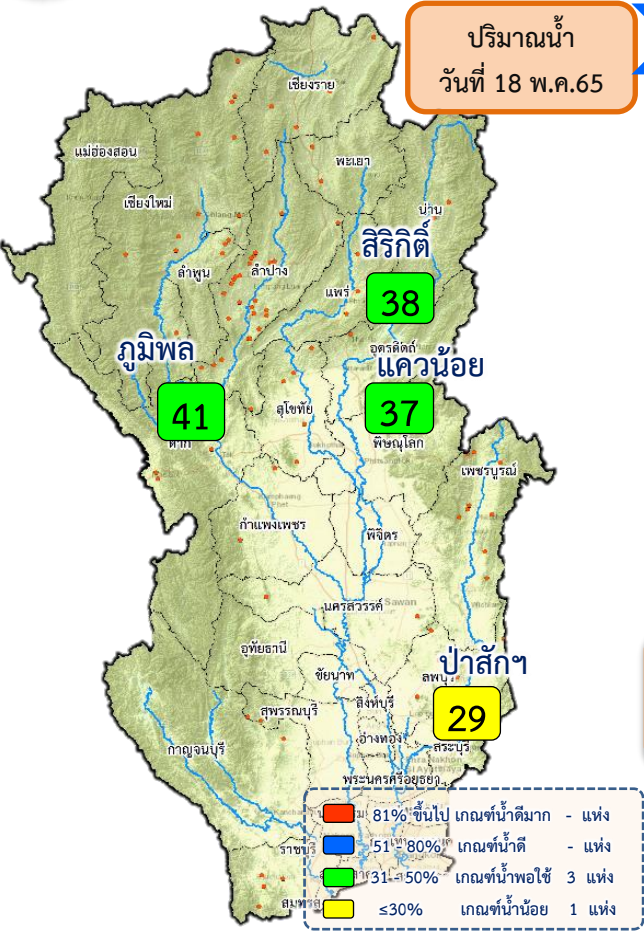 ปริมาณน้ำ
วันที่ 18 พ.ค.65
เชียงราย
แม่ฮ่องสอน
พะเยา
เชียงใหม่
น่าน
สิริกิติ์
ลำพูน
ลำปาง
แพร่
38
ภูมิพล
อุตรดิตถ์
แควน้อย
41
สุโขทัย
37
ตาก
พิษณุโลก
เพชรบูรณ์
กำแพงเพชร
พิจิตร
นครสวรรค์
Sawan
อุทัยธานี
ป่าสักฯ
ชัยนาท
ลพบุรี
สิงห์บุรี
สุพรรณบุรี
29
อ่างทอง
สระบุรี
กาญจนบุรี
พระนครศรีอยุธยา
81% ขึ้นไป เกณฑ์น้ำดีมาก - แห่ง
51 - 80% เกณฑ์น้ำดี - แห่ง
ราชบุรี
31 - 50% เกณฑ์น้ำพอใช้ 3 แห่ง
≤30% เกณฑ์น้ำน้อย 1 แห่ง
สมุทรส